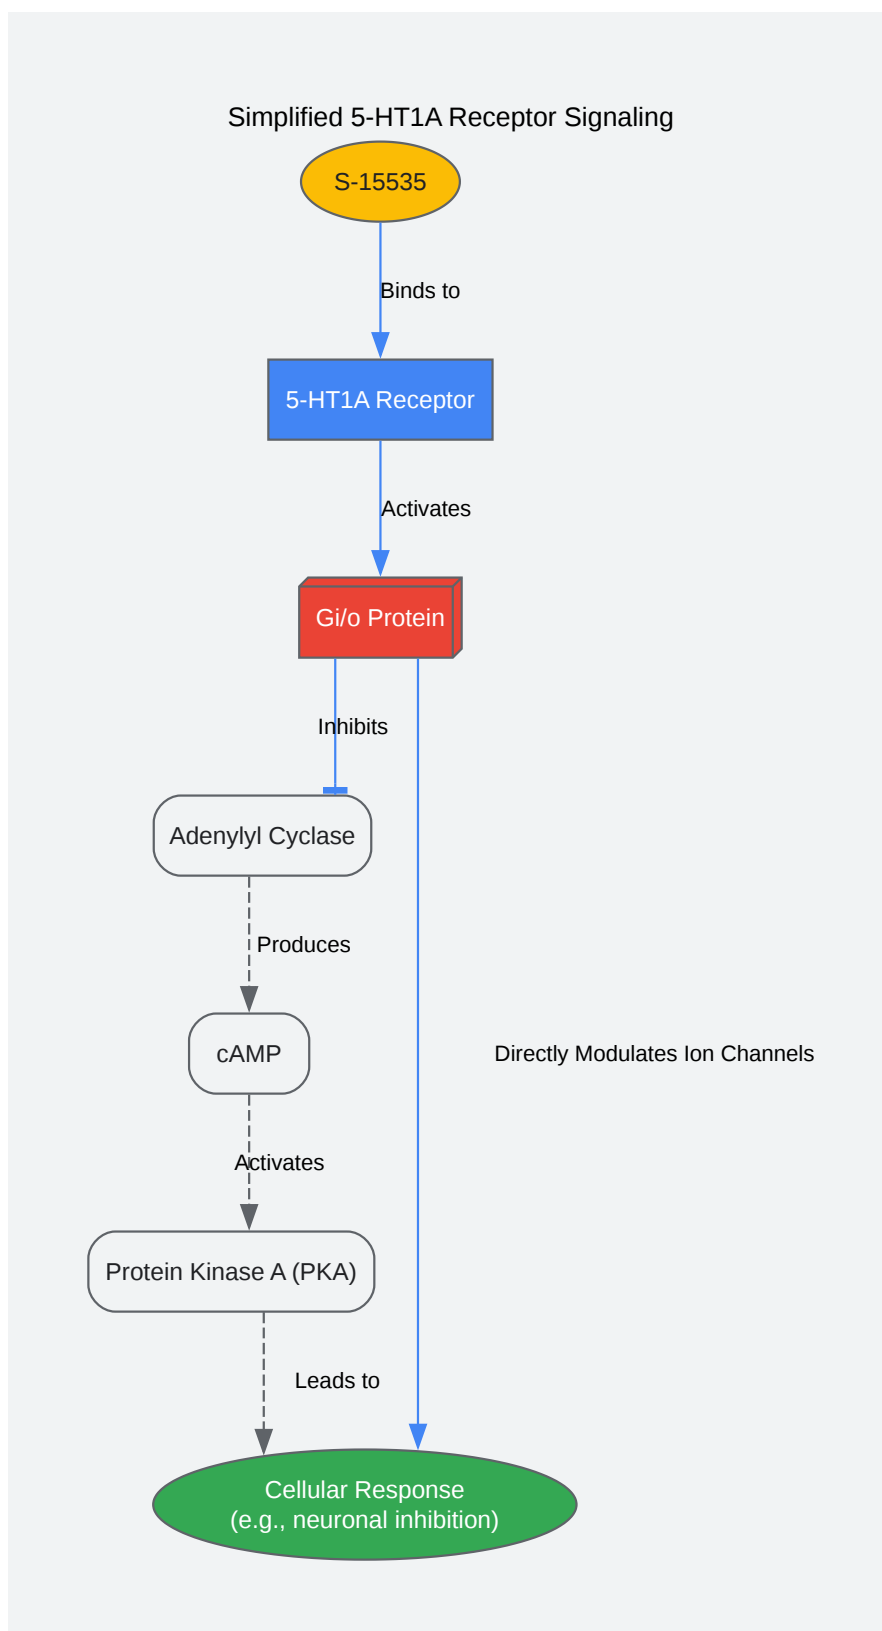 Simplified 5-HT1A Receptor Signaling
S-15535
Binds to
5-HT1A Receptor
Activates
Gi/o Protein
Inhibits
Adenylyl Cyclase
Produces
cAMP
Directly Modulates Ion Channels
Activates
Protein Kinase A (PKA)
Leads to
Cellular Response
(e.g., neuronal inhibition)